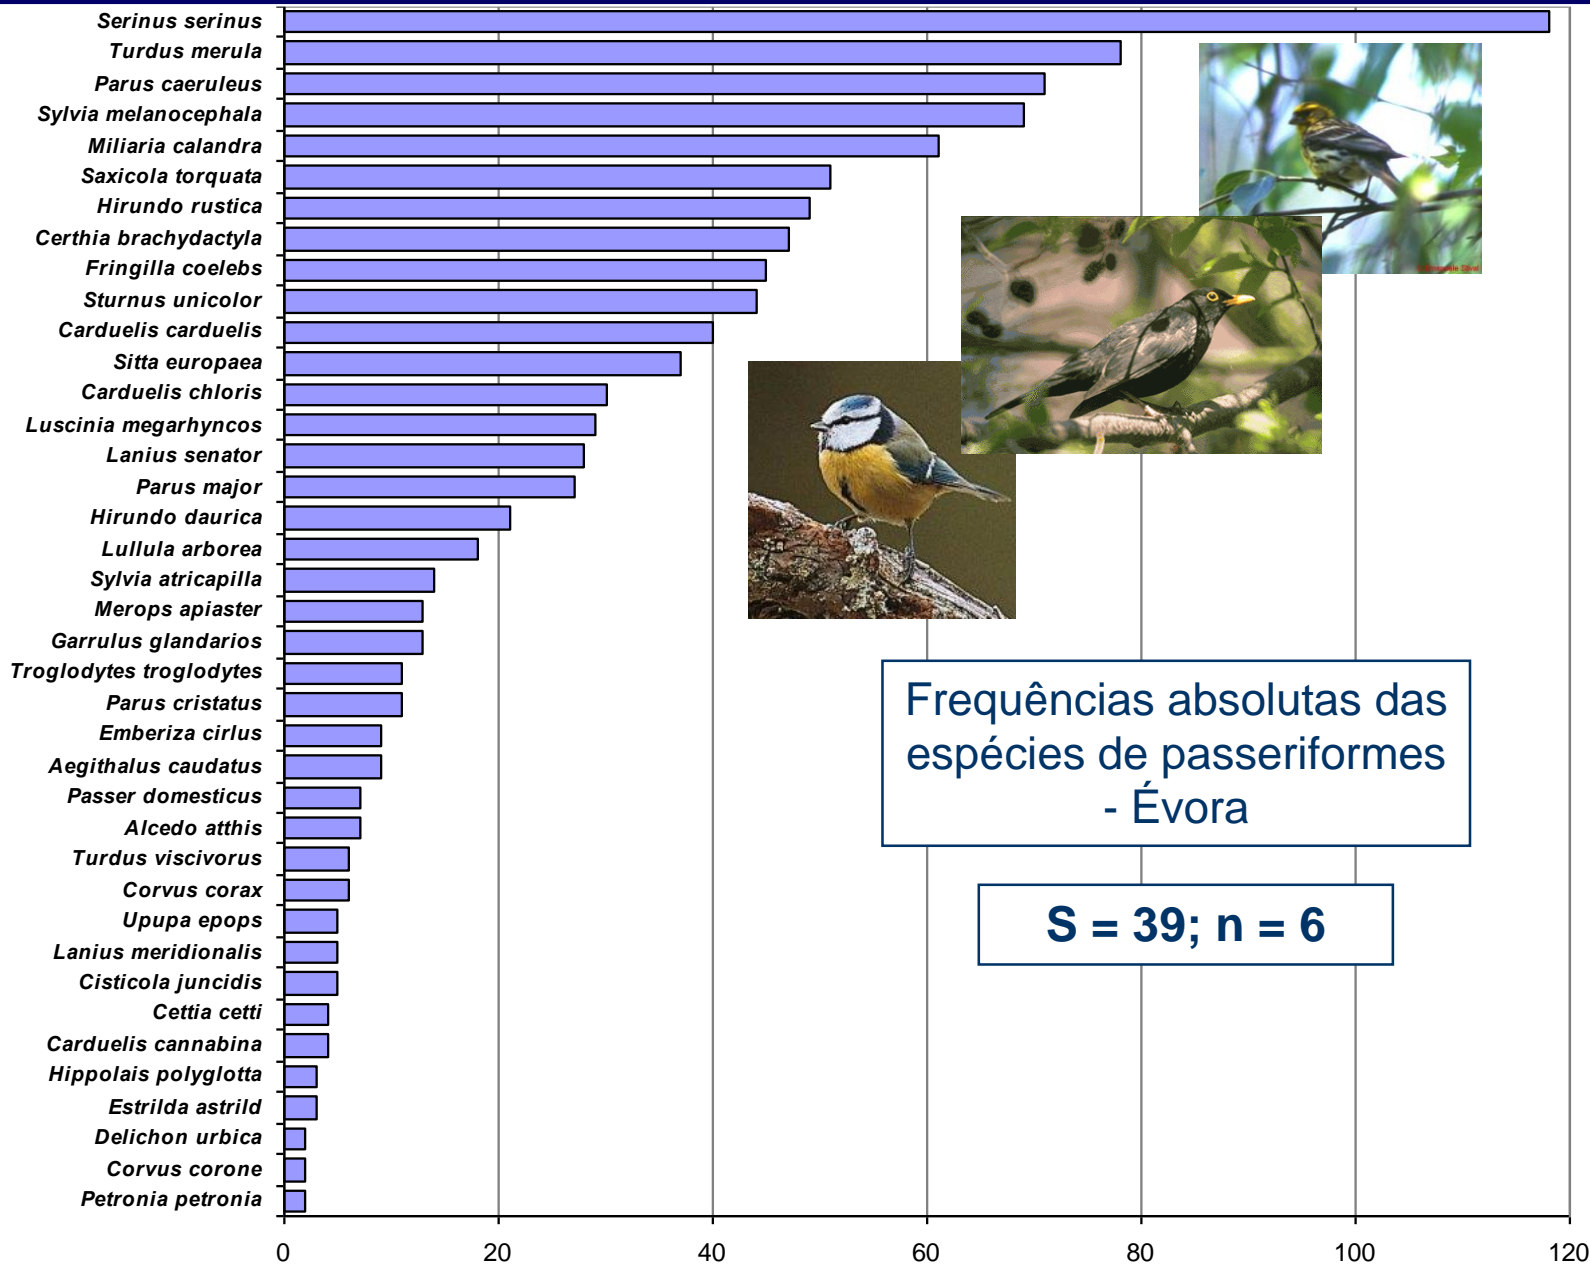 Serinus serinus
Turdus merula
Parus caeruleus
Sylvia melanocephala
Miliaria calandra
Saxicola torquata
Hirundo rustica
Certhia brachydactyla
Fringilla coelebs
Sturnus unicolor
Carduelis carduelis
Sitta europaea
Carduelis chloris
Luscinia megarhyncos
Lanius senator
Parus major
Hirundo daurica
Lullula arborea
Sylvia atricapilla
Merops apiaster
Garrulus glandarios
Troglodytes troglodytes
Parus cristatus
Emberiza cirlus
Aegithalus caudatus
Passer domesticus
Alcedo atthis
Turdus viscivorus
Corvus corax
Upupa epops
Lanius meridionalis
Cisticola juncidis
Cettia cetti
Carduelis cannabina
Hippolais polyglotta
Estrilda astrild
Delichon urbica
Corvus corone
Petronia petronia
0 20 40 60 80 100 120
Frequências absolutas das
espécies de passeriformes
- Évora
S = 39; n = 6